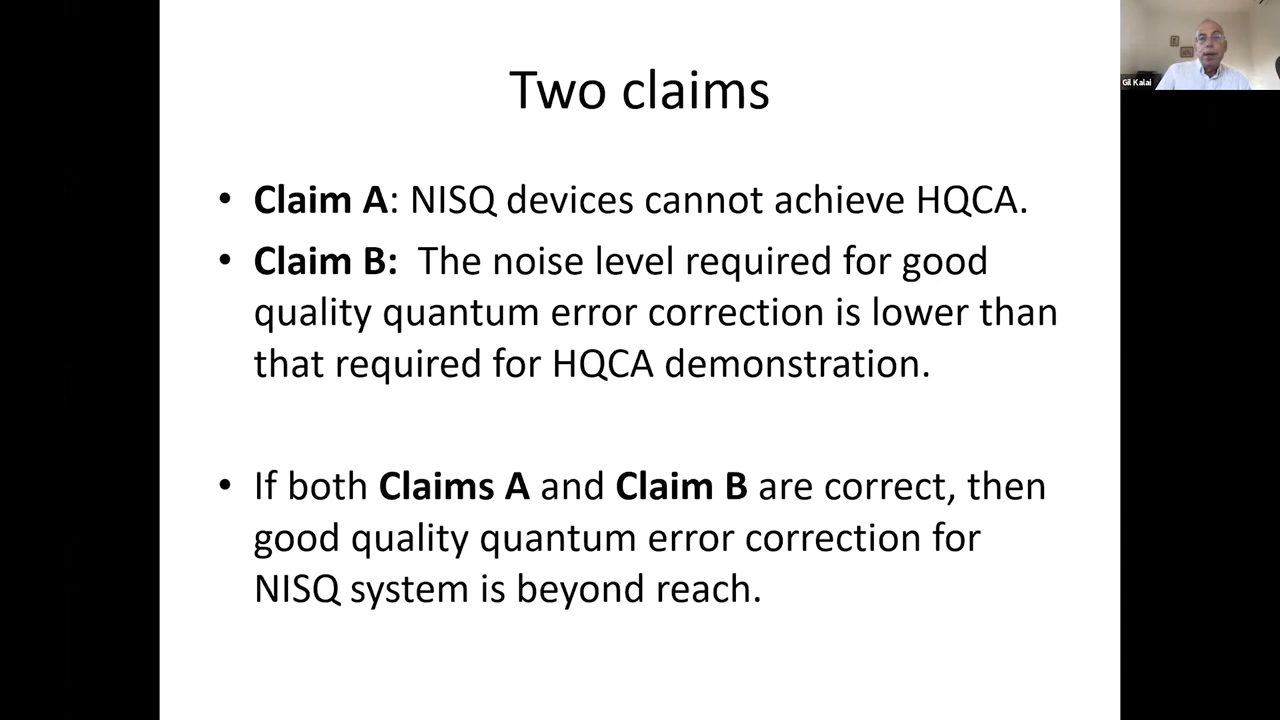 Two claims
Gil Kalai
• Claim A: NISQ devices cannot achieve HQCA.
• Claim B: The noise level required for good
quality quantum error correction is lower than
that required for HQCA demonstration.
• If both Claims A and Claim B are correct, then
good quality quantum error correction for
NISQ system is beyond reach.